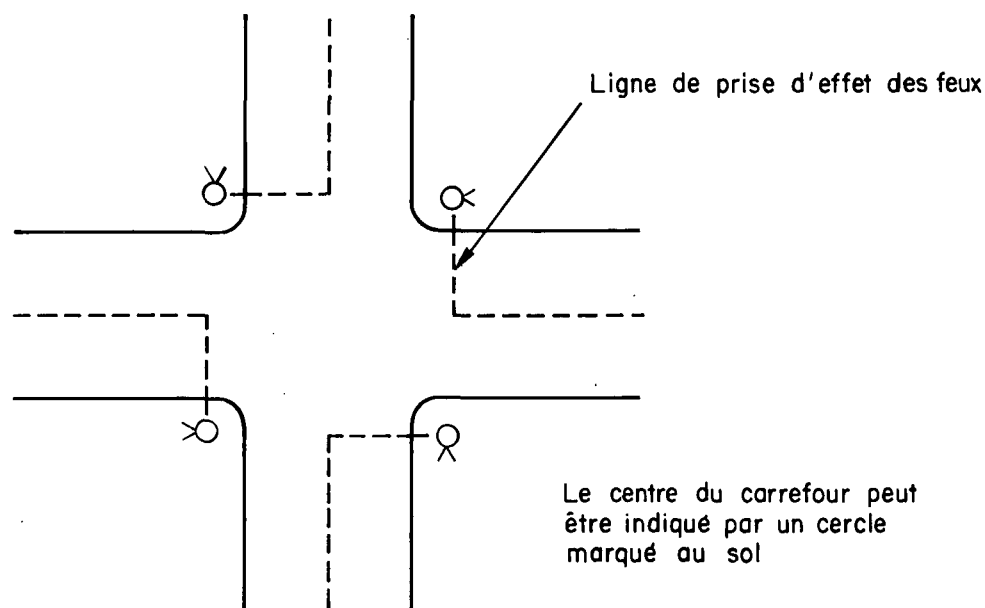 Ligne de prise d'effet des feux
Le centre du carrefour peut
être indiqué par un cercle
marqué au sol